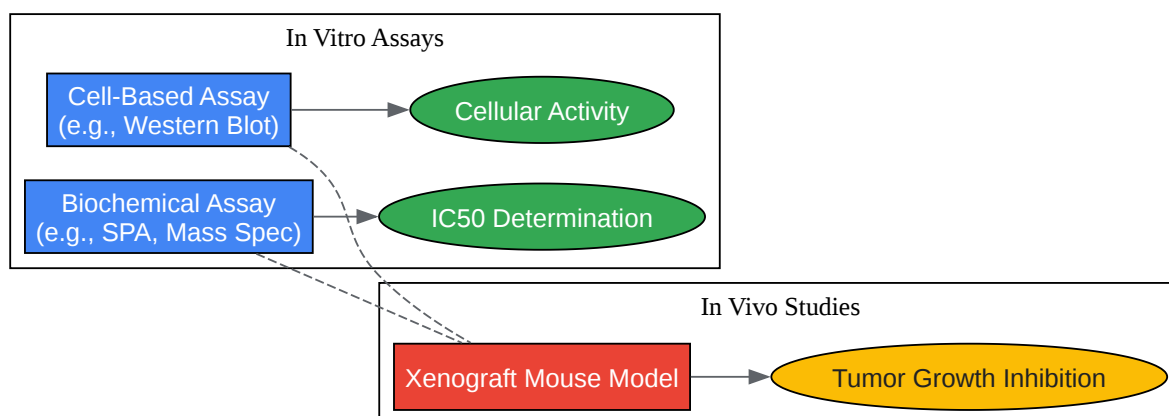 In Vitro Assays
Cell-Based Assay
(e.g., Western Blot)
Cellular Activity
Biochemical Assay
(e.g., SPA, Mass Spec)
IC50 Determination
In Vivo Studies
Xenograft Mouse Model
Tumor Growth Inhibition